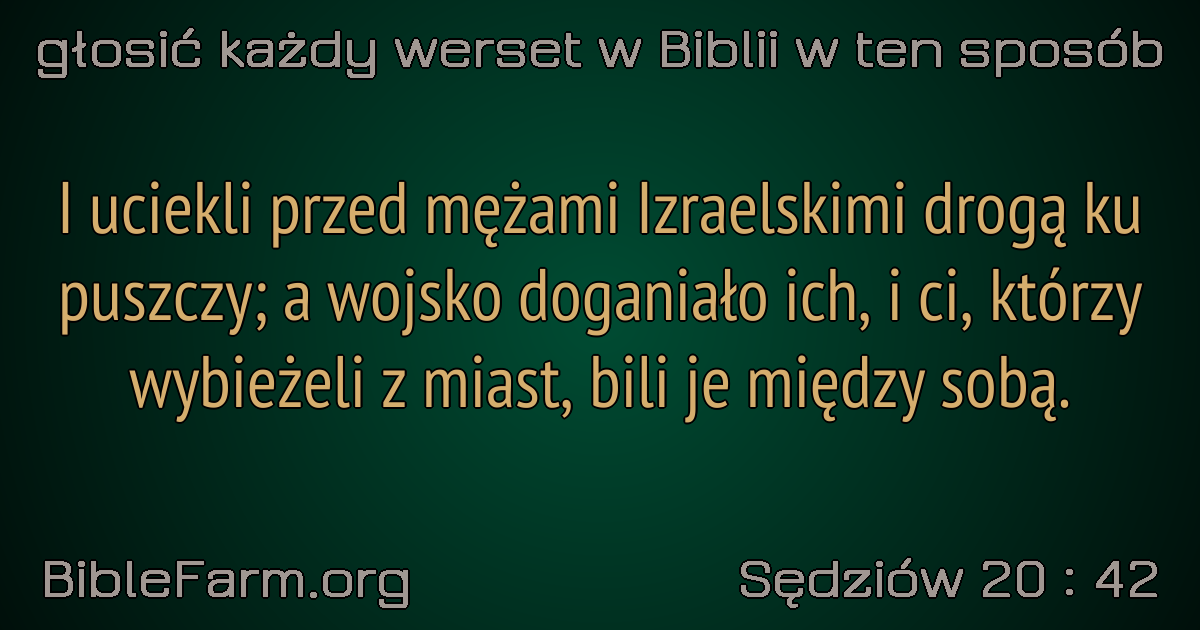 głosić każdy werset w Biblii w ten sposób
I uciekli przed mężami Izraelskimi drogą ku
puszczy; a wojsko doganiało ich, i ci, którzy
wybieżeli z miast, bili je między sobą.
BibleFarm.org
Sędziów 20 : 42